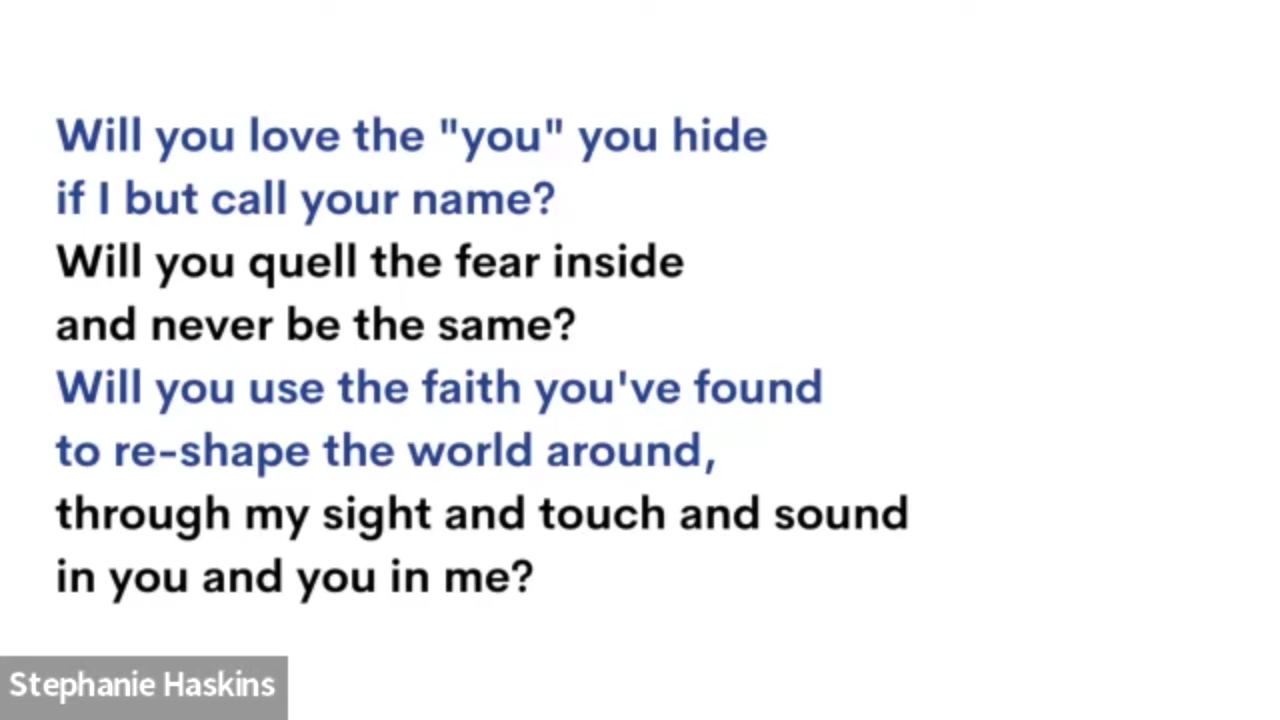 Will you love the "you" you hide
if I but call your name?
Will you quell the fear inside
and never be the same?
Will you use the faith you've found
to re-shape the world around,
through my sight and touch and sound
in you and you in me?
Stephanie Haskins